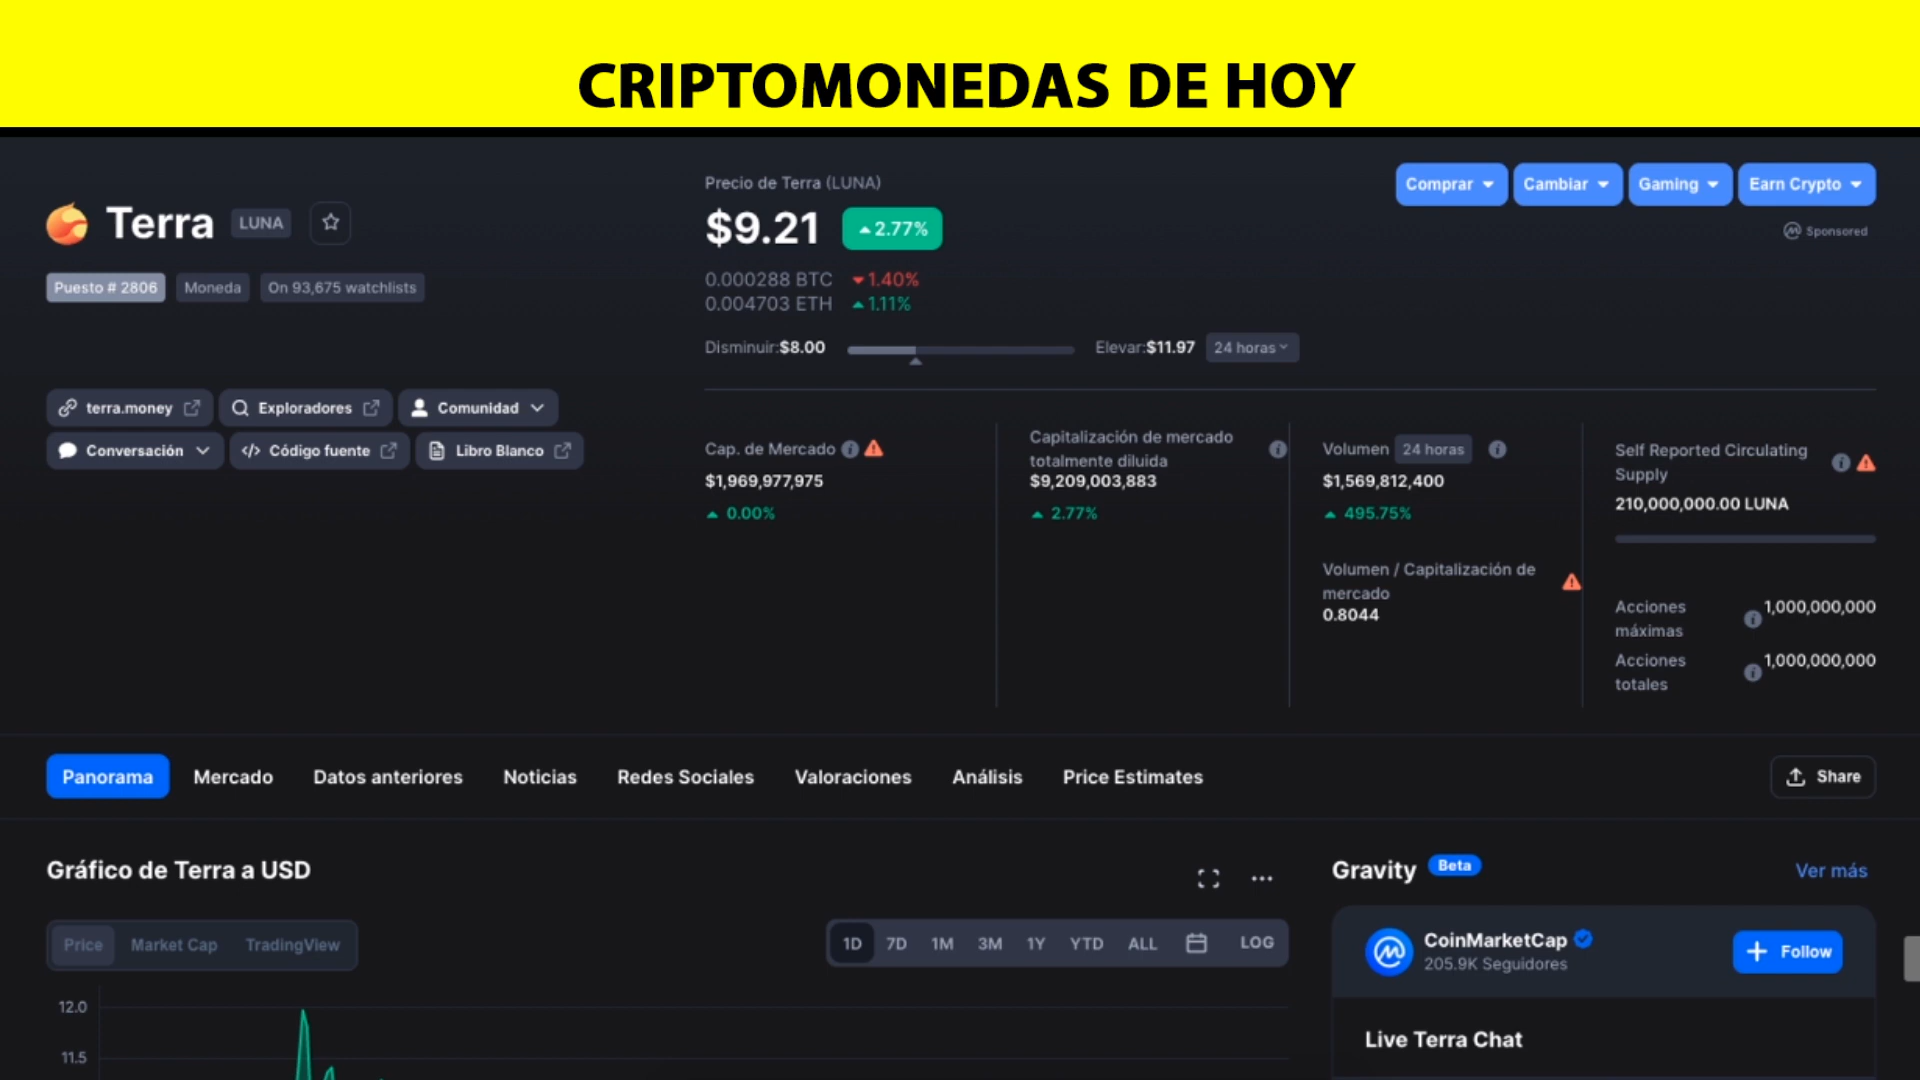 CRIPTOMONEDAS DE HOY
Terra LUNA
Puesto # 2806 Moneda On 93,675 watchlists
terra.money Exploradores Comunidad
Conversación Código fuente Libro Blanco
Precio de Terra (LUNA)
$9.21 2.77%
0.000288 BTC 1.40%
0.004703 ETH 1.11%
Disminuir:$8.00 Elevar:$11.97 24 horas
Comprar Cambiar Gaming Earn Crypto
Sponsored
Cap. de Mercado
$1,969,977,975
0.00%
Capitalización de mercado
totalmente diluida
$9,209,003,883
2.77%
Volumen 24 horas
$1,569,812,400
495.75%
Volumen / Capitalización de
mercado
0.8044
Self Reported Circulating
Supply
210,000,000.00 LUNA
Acciones
máximas
1,000,000,000
Acciones
totales
1,000,000,000
Panorama Mercado Datos anteriores Noticias Redes Sociales Valoraciones Análisis Price Estimates Share
Gráfico de Terra a USD
Price Market Cap TradingView 1D 7D 1M 3M 1Y YTD ALL LOG
12.0
11.5
Gravity Beta Ver más
CoinMarketCap
205.9K Seguidores
+ Follow
Live Terra Chat